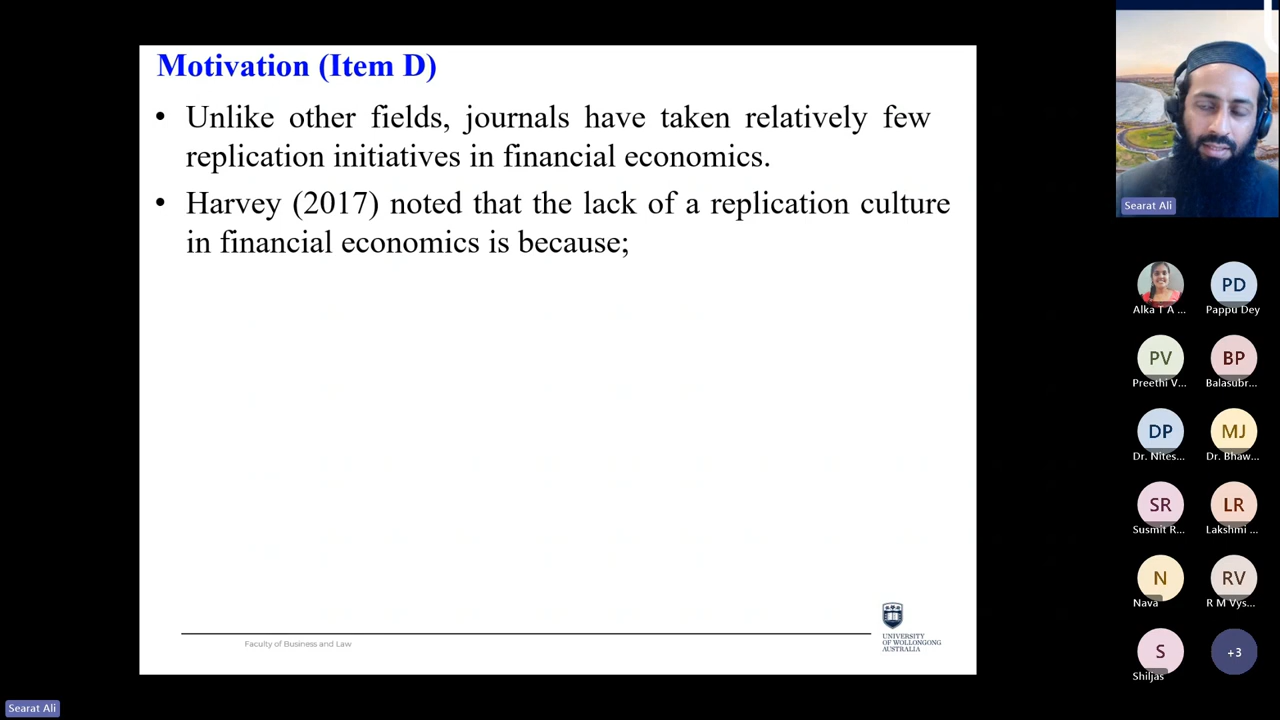 Motivation (Item D)
• Unlike other fields, journals have taken relatively few
replication initiatives in financial economics.
• Harvey (2017) noted that the lack of a replication culture
in financial economics is because;
Faculty of Business and Law
UNIVERSITY
OF WOLLONGONG
AUSTRALIA
Searat Ali
Alka T A ...
PD
Pappu Dey
PV
Preethi V...
BP
Balasubr...
DP
Dr. Nites...
MJ
Dr. Bhaw...
SR
Susmit R...
LR
Lakshmi ...
N
Nava
RV
R M Vys...
S
Shiljas
+3
Searat Ali